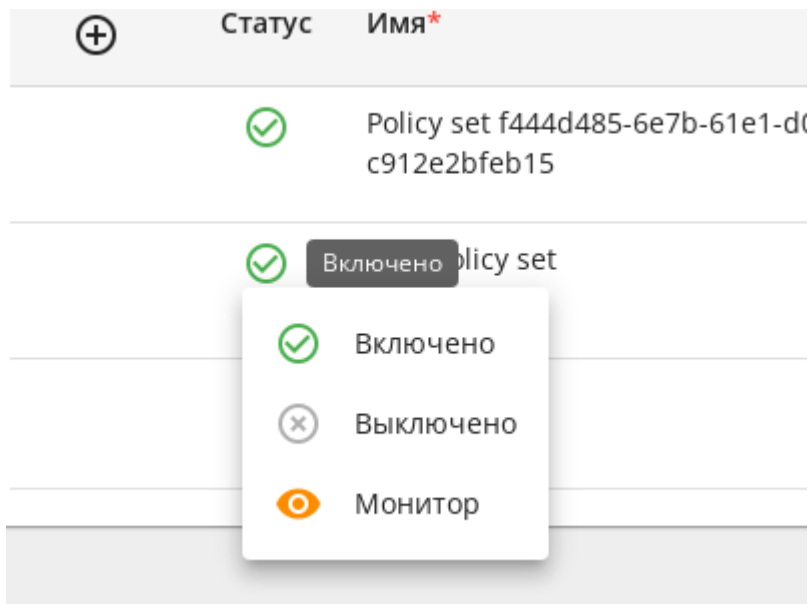 Статус Имя*
Policy set f444d485-6e7b-61e1-d0
c912e2bfeb15
Включено licy set
Включено
Выключено
Монитор